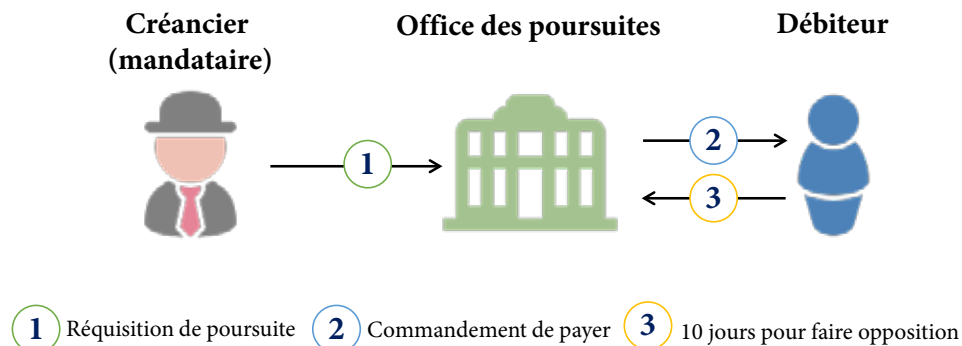 Créancier
(mandataire)
Office des poursuites
Débiteur
1
2
3
1 Réquisition de poursuite
2 Commandement de payer
3 10 jours pour faire opposition